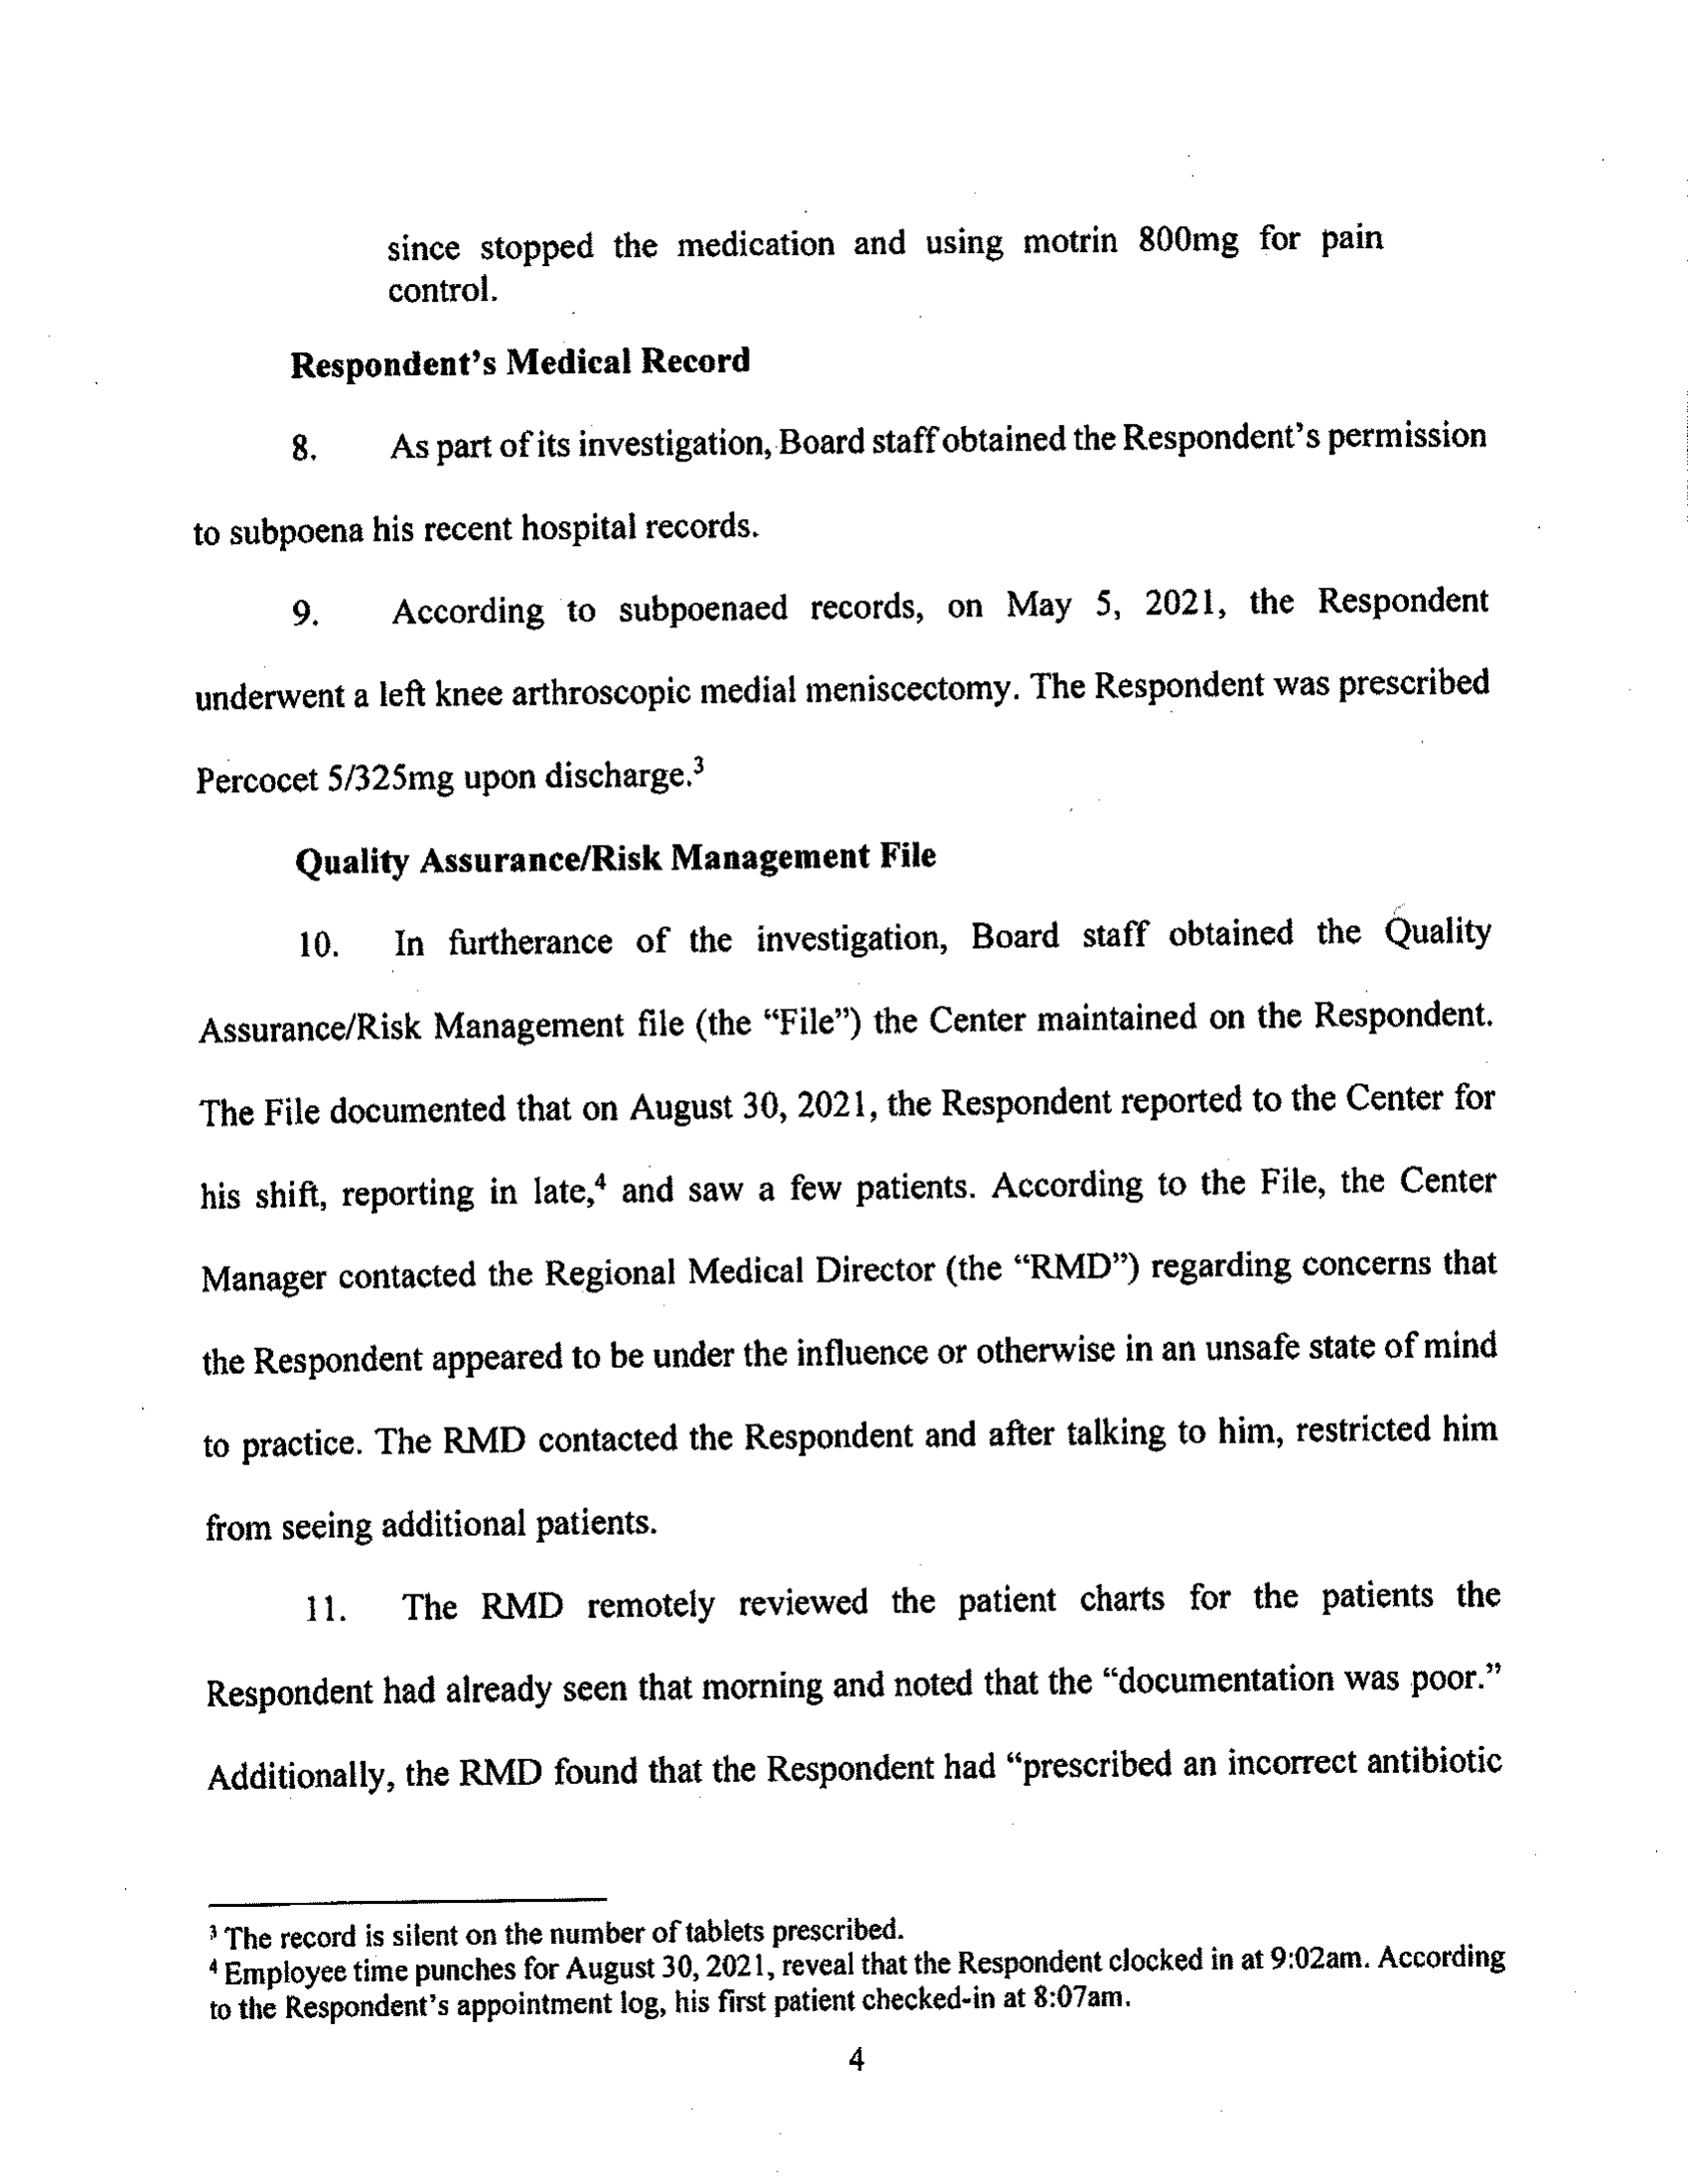 since stopped the medication and using motrin 800mg for pain
control.
Respondent's Medical Record
8. As part of its investigation, Board staff obtained the Respondent's permission
to subpoena his recent hospital records.
9. According to subpoenaed records, on May 5, 2021, the Respondent
underwent a left knee arthroscopic medial meniscectomy. The Respondent was prescribed
Percocet 5/325mg upon discharge.³
Quality Assurance/Risk Management File
10. In furtherance of the investigation, Board staff obtained the Quality
Assurance/Risk Management file (the “File”) the Center maintained on the Respondent.
The File documented that on August 30, 2021, the Respondent reported to the Center for
his shift, reporting in late,⁴ and saw a few patients. According to the File, the Center
Manager contacted the Regional Medical Director (the “RMD”) regarding concerns that
the Respondent appeared to be under the influence or otherwise in an unsafe state of mind
to practice. The RMD contacted the Respondent and after talking to him, restricted him
from seeing additional patients.
11. The RMD remotely reviewed the patient charts for the patients the
Respondent had already seen that morning and noted that the “documentation was poor.”
Additionally, the RMD found that the Respondent had “prescribed an incorrect antibiotic
³ The record is silent on the number of tablets prescribed.
⁴ Employee time punches for August 30, 2021, reveal that the Respondent clocked in at 9:02am. According
to the Respondent's appointment log, his first patient checked-in at 8:07am.
4